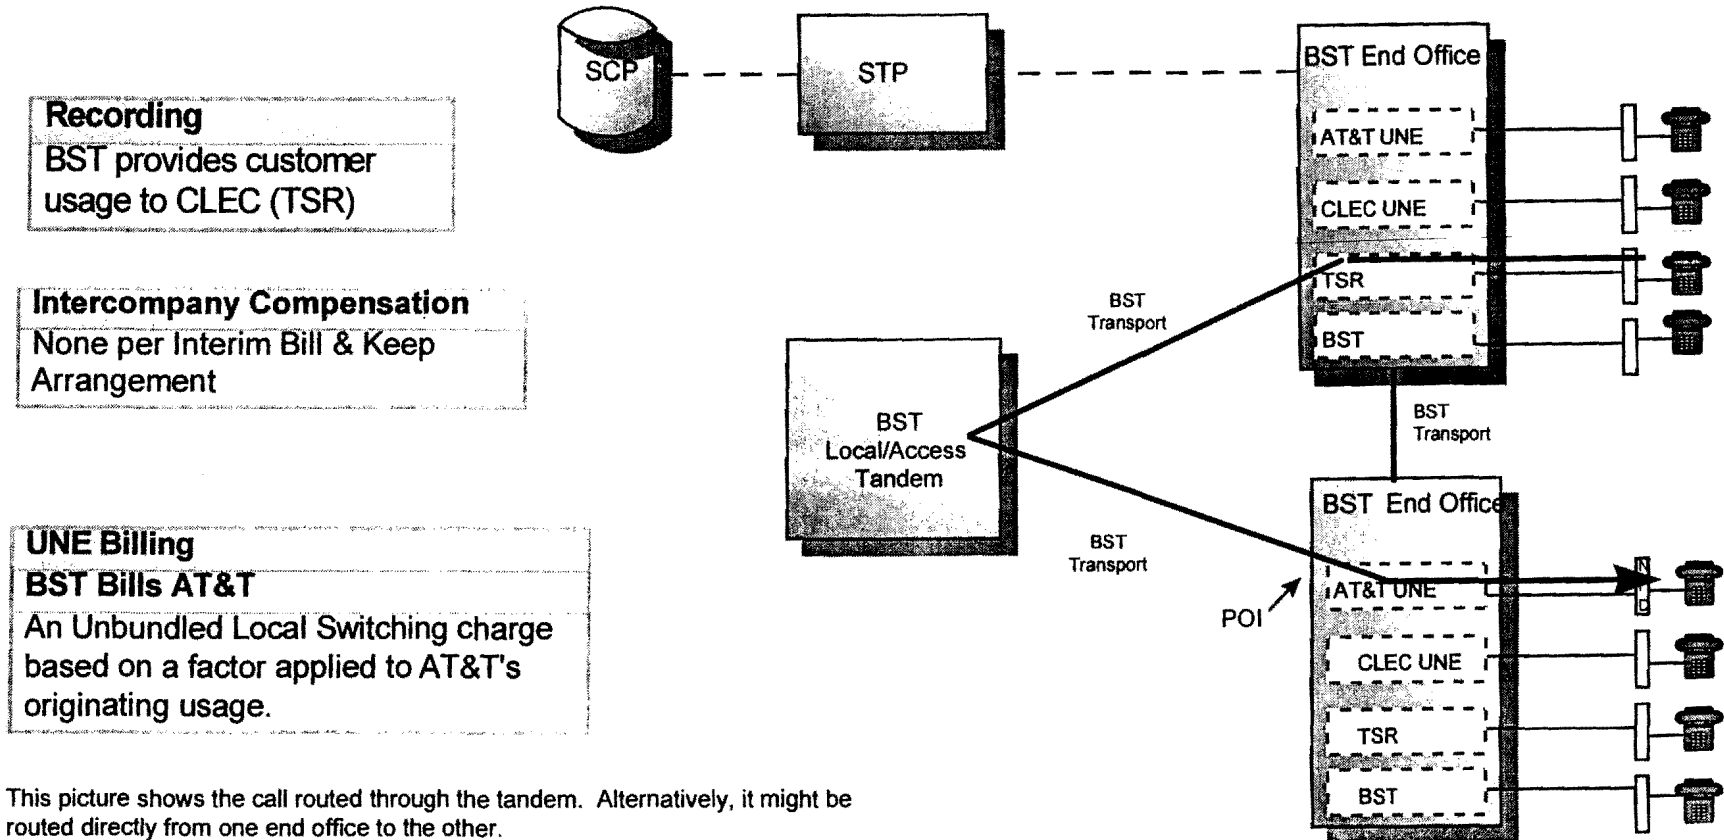 SCP
STP
BST End Office
AT&T UNE
CLEC UNE
TSR
BST
Recording
BST provides customer
usage to CLEC (TSR)
Intercompany Compensation
None per Interim Bill & Keep
Arrangement
BST
Transport
BST
Local/Access
Tandem
BST
Transport
BST
Transport
UNE Billing
BST Bills AT&T
An Unbundled Local Switching charge
based on a factor applied to AT&T's
originating usage.
POI
BST End Office
AT&T UNE
CLEC UNE
TSR
BST
This picture shows the call routed through the tandem. Alternatively, it might be
routed directly from one end office to the other.